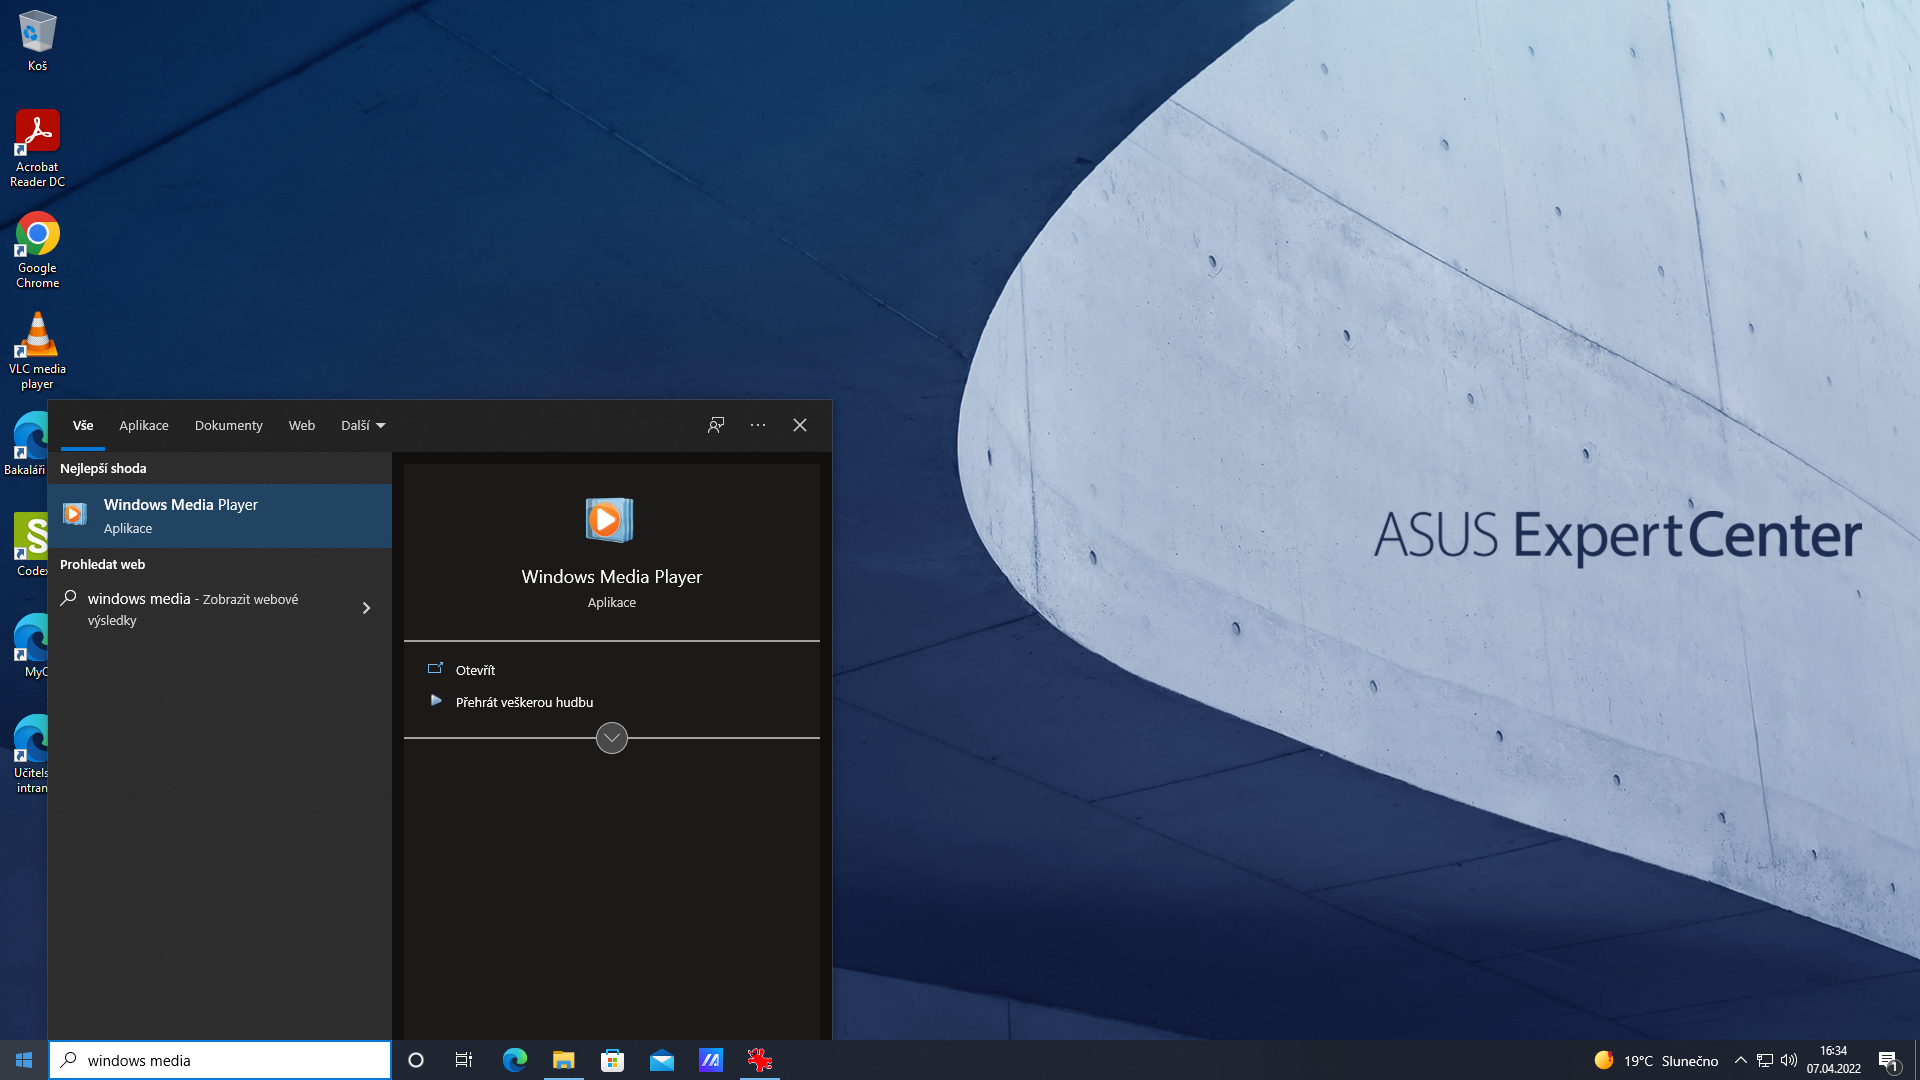 Koš
Acrobat
Reader DC
Google
Chrome
VLC media
player
Bakaláři
Codex
MyQ
Učitels
intran
Vše
Aplikace
Dokumenty
Web
Další
Nejlepší shoda
Windows Media Player
Aplikace
Prohledat web
windows media - Zobrazit webové
výsledky
Windows Media Player
Aplikace
Otevřít
Přehrát veškerou hudbu
ASUS ExpertCenter
windows media
19°C Slunečno
16:34
07.04.2022
1